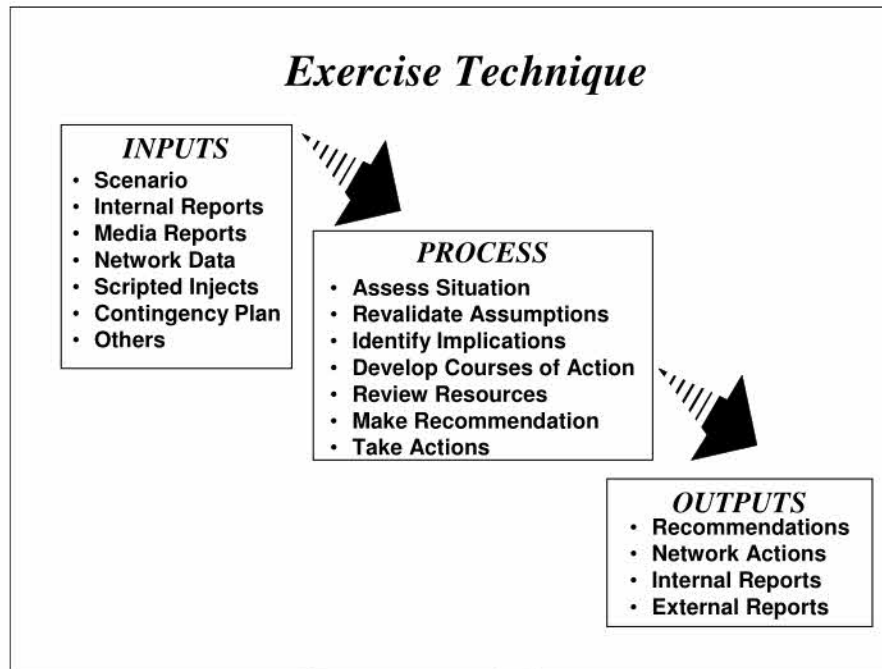 Exercise Technique
INPUTS
• Scenario
• Internal Reports
• Media Reports
• Network Data
• Scripted Injects
• Contingency Plan
• Others
PROCESS
• Assess Situation
• Revalidate Assumptions
• Identify Implications
• Develop Courses of Action
• Review Resources
• Make Recommendation
• Take Actions
OUTPUTS
• Recommendations
• Network Actions
• Internal Reports
• External Reports